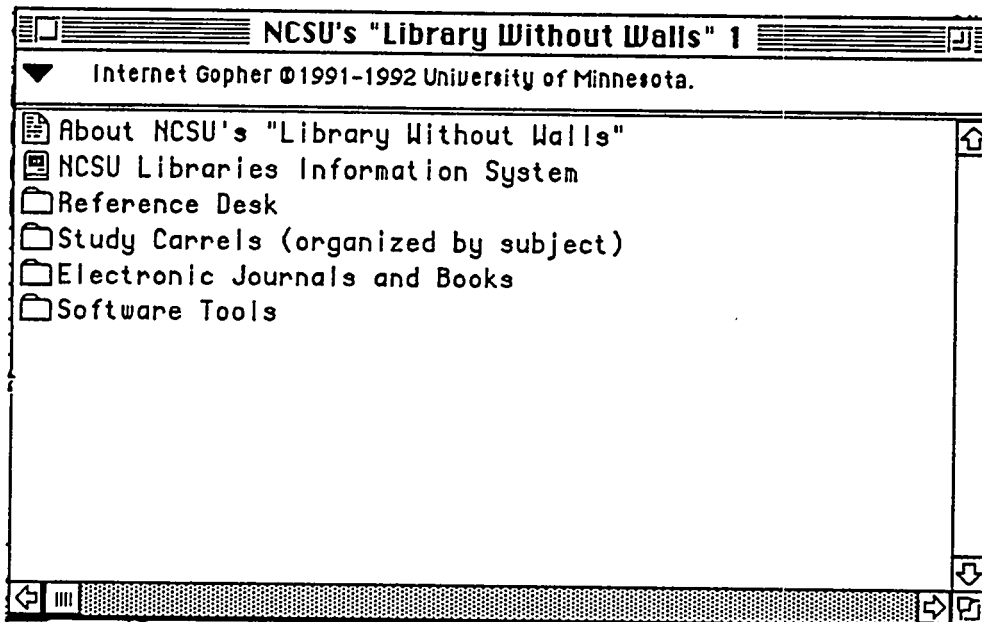 NCSU's "Library Without Walls" 1
Internet Gopher ©1991-1992 University of Minnesota.
About NCSU's "Library Without Walls"
NCSU Libraries Information System
Reference Desk
Study Carrels (organized by subject)
Electronic Journals and Books
Software Tools